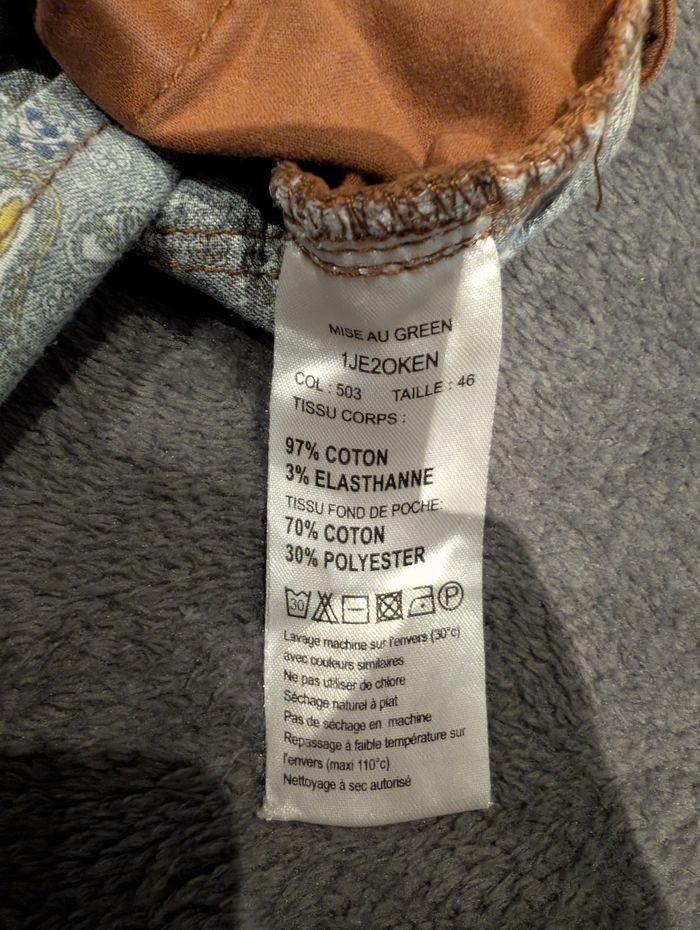 MISE AU GREEN
1JE2OKEN
COL : 503 TAILLE : 46
TISSU CORPS :
97% COTON
3% ELASTHANNE
TISSU FOND DE POCHE:
70% COTON
30% POLYESTER
30 P
Lavage machine sur l'envers (30°c)
avec couleurs similaires
Ne pas utiliser de chlore
Séchage naturel à plat
Pas de séchage en machine
Repassage à faible température sur
l'envers (maxi 110°c)
Nettoyage à sec autorisé